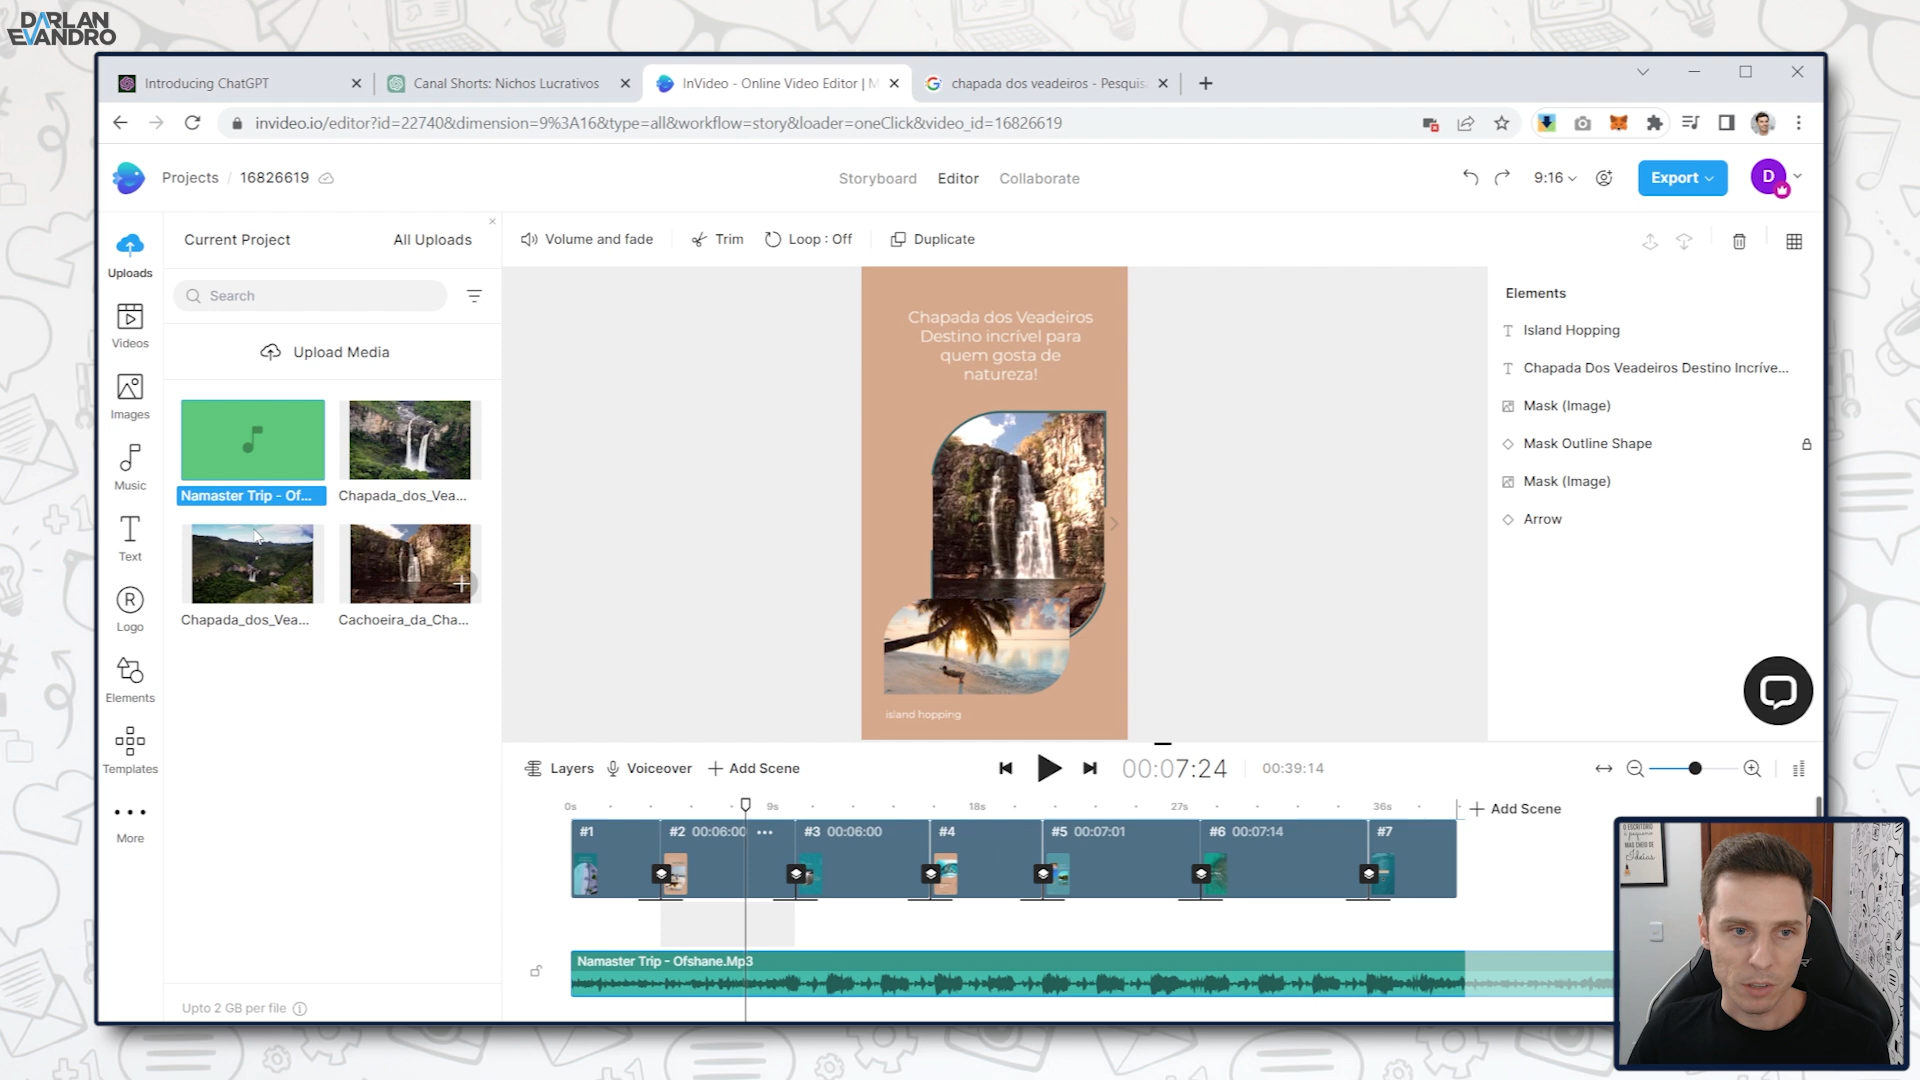 DARLAN
EVANDRO
Introducing ChatGPT
Canal Shorts: Nichos Lucrativos
InVideo - Online Video Editor | M
chapada dos veadeiros - Pesquis
invideo.io/editor?id=22740&dimension=9%3A16&type=all&workflow=story&loader=oneClick&video_id=16826619
Projects / 16826619
Storyboard
Editor
Collaborate
9:16
Export
D
Uploads
Videos
Images
Music
Text
Logo
Elements
Templates
More
Current Project
All Uploads
Search
Upload Media
Namaster Trip - Of...
Chapada_dos_Vea...
Chapada_dos_Vea...
Cachoeira_da_Cha...
Upto 2 GB per file
Volume and fade
Trim
Loop : Off
Duplicate
Chapada dos Veadeiros
Destino incrível para
quem gosta de
natureza!
island hopping
Elements
Island Hopping
Chapada Dos Veadeiros Destino Incríve...
Mask (Image)
Mask Outline Shape
Mask (Image)
Arrow
Layers
Voiceover
Add Scene
00:07:24
00:39:14
0s
9s
18s
27s
36s
Add Scene
#1
#2 00:06:00
#3 00:06:00
#4
#5 00:07:01
#6 00:07:14
#7
Namaster Trip - Ofshane.Mp3
O ESCRITÓRIO
é pequeno
MAS CHEIO DE
Ideias